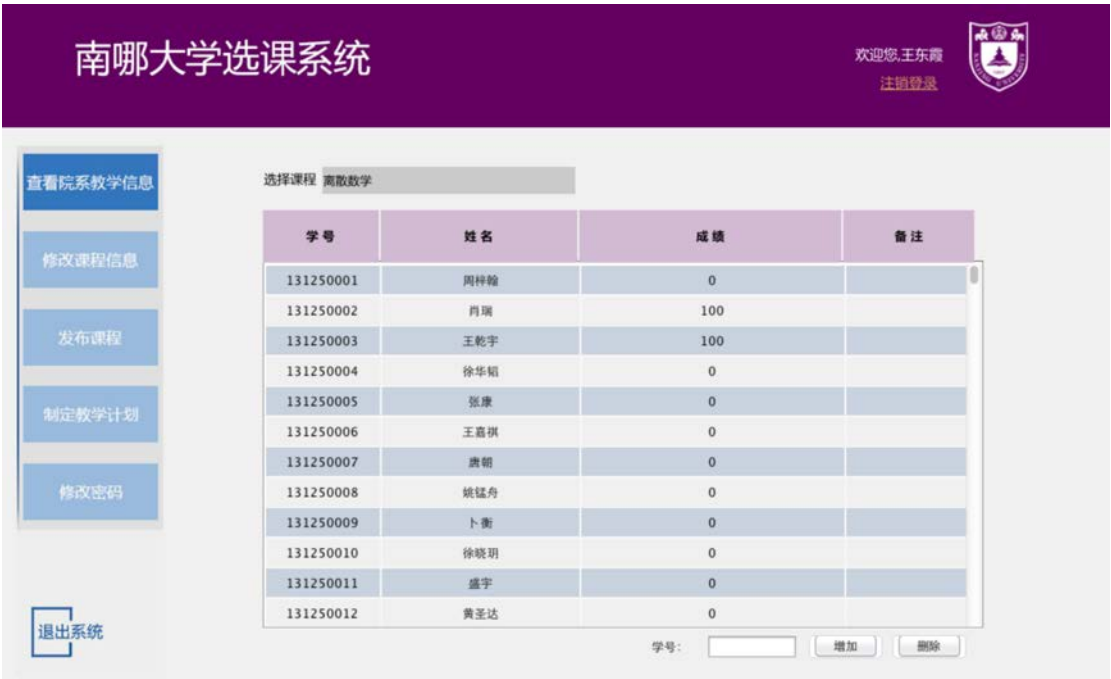 南哪大学选课系统
欢迎您,王东霞
注销登录
查看院系教学信息
修改课程信息
发布课程
制定教学计划
修改密码
退出系统
选择课程 离散数学
学号 姓名 成绩 备注
131250001 周梓翰 0
131250002 肖瑞 100
131250003 王乾宇 100
131250004 徐华韬 0
131250005 张康 0
131250006 王嘉祺 0
131250007 唐朝 0
131250008 姚锰舟 0
131250009 卜衡 0
131250010 徐晓玥 0
131250011 盛宇 0
131250012 黄圣达 0
学号: 增加 删除